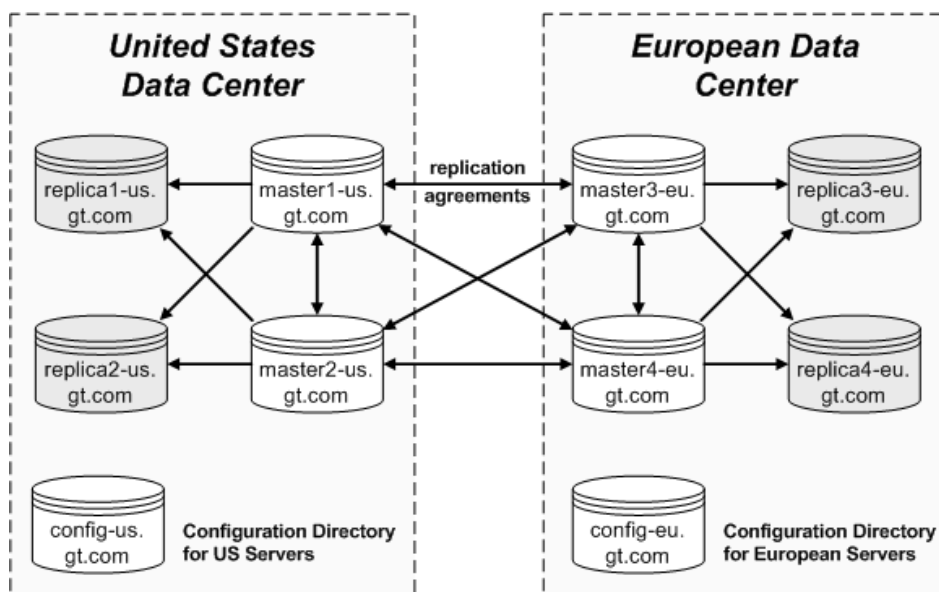 United States
Data Center
European Data
Center
replica1-us.
gt.com
master1-us.
gt.com
replication
agreements
master3-eu.
gt.com
replica3-eu.
gt.com
replica2-us.
gt.com
master2-us.
gt.com
master4-eu.
gt.com
replica4-eu.
gt.com
config-us.
gt.com
Configuration Directory
for US Servers
config-eu.
gt.com
Configuration Directory
for European Servers